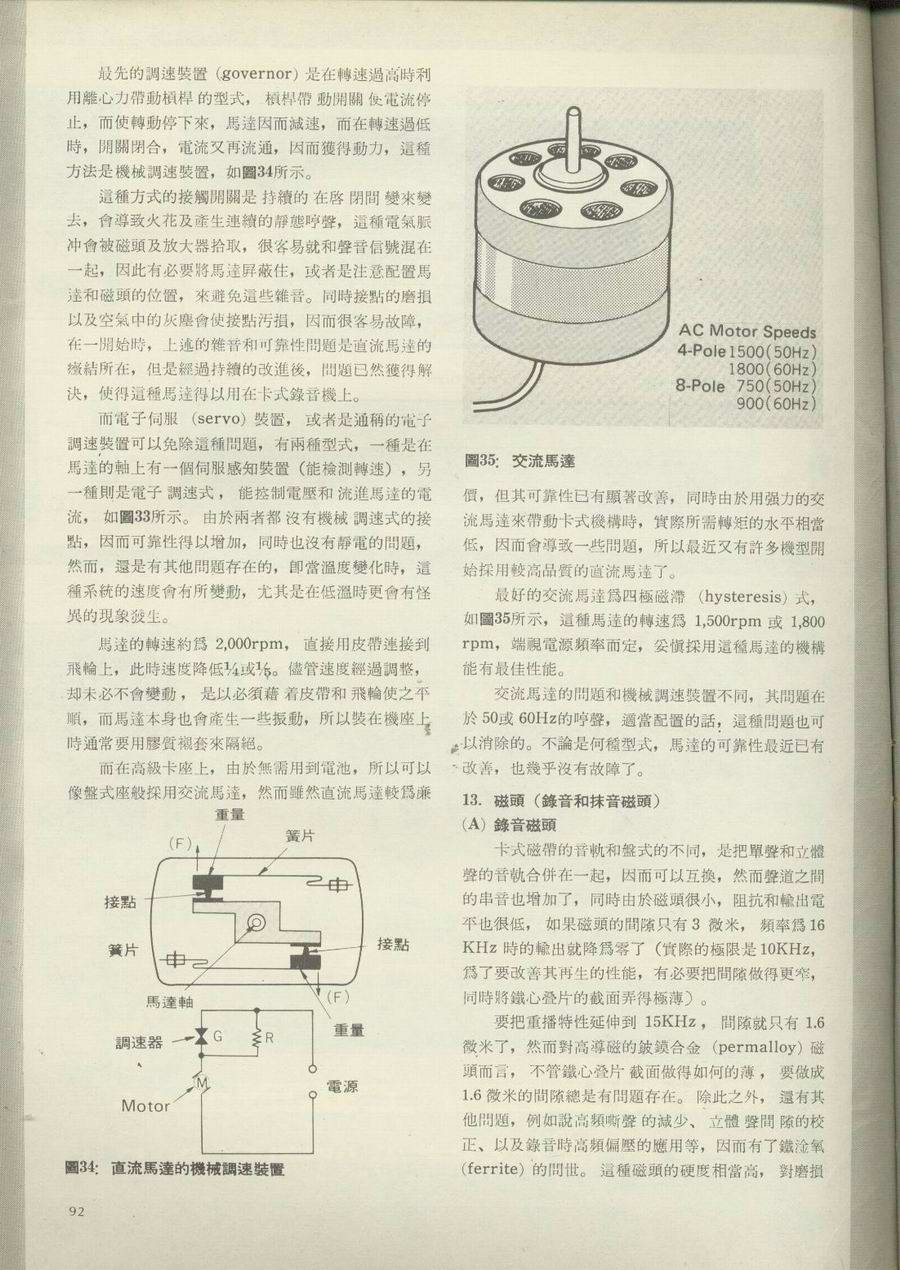 最先的調速裝置 (governor) 是在轉速過高時利
用離心力帶動槓桿 的型式， 槓桿帶 動開關 使電流停
止，而使轉動停下來，馬達因而減速，而在轉速過低
時，開關閉合，電流又再流通，因而獲得動力，這種
方法是機械調速裝置，如圖34所示。
這種方式的接觸開關是 持續的 在啓 閉間 變來變
去，會導致火花及產生連續的靜態哼聲，這種電氣脈
冲會被磁頭及放大器拾取，很容易就和聲音信號混在
一起，因此有必要將馬達屏蔽住，或者是注意配置馬
達和磁頭的位置，來避免這些雜音。同時接點的磨損
以及空氣中的灰塵會使接點汚損，因而很容易故障，
在一開始時，上述的雜音和可靠性問題是直流馬達的
癥結所在，但是經過持續的改進後，問題已然獲得解
決，使得這種馬達得以用在卡式錄音機上。
而電子伺服 (servo) 裝置， 或者是通稱的電子
調速裝置可以免除這種問題，有兩種型式，一種是在
馬達的軸上有一個伺服感知裝置（能檢測轉速），另
一種則是電子 調速式， 能控制電壓和 流進馬達的電
流， 如圖33所示。 由於兩者都 沒有機械 調速式的接
點，因而可靠性得以增加，同時也沒有靜電的問題，
然而，還是有其他問題存在的，卽當溫度變化時，這
種系統的速度會有所變動，尤其是在低溫時更會有怪
異的現象發生。
馬達的轉速約爲 2,000rpm， 直接用皮帶連接到
飛輪上，此時速度降低¼或⅕。儘管速度經過調整，
却未必不會變動， 是以必須藉 着皮帶和 飛輪使之平
順，而馬達本身也會產生一些振動，所以裝在機座上
時通常要用膠質襯套來隔絕。
而在高級卡座上，由於無需用到電池，所以可以
像盤式座般採用交流馬達，然而雖然直流馬達較爲廉
重量
(F)
簧片
接點
簧片
接點
馬達軸
(F)
重量
調速器
G
R
M
Motor
電源
圖34: 直流馬達的機械調速裝置
92
AC Motor Speeds
4-Pole 1500(50Hz)
1800(60Hz)
8-Pole 750(50Hz)
900(60Hz)
圖35: 交流馬達
價，但其可靠性已有顯著改善，同時由於用强力的交
流馬達來帶動卡式機構時，實際所需轉矩的水平相當
低，因而會導致一些問題，所以最近又有許多機型開
始採用較高品質的直流馬達了。
最好的交流馬達爲四極磁滯 (hysteresis) 式，
如圖35所示，這種馬達的轉速爲 1,500rpm 或 1,800
rpm，端視電源頻率而定，妥愼採用這種馬達的機構
能有最佳性能。
交流馬達的問題和機械調速裝置不同，其問題在
於 50或 60Hz的哼聲，適當配置的話，這種問題也可
以消除的。不論是何種型式，馬達的可靠性最近已有
改善，也幾乎沒有故障了。
13. 磁頭（錄音和抹音磁頭）
(A) 錄音磁頭
卡式磁帶的音軌和盤式的不同，是把單聲和立體
聲的音軌合併在一起，因而可以互換，然而聲道之間
的串音也增加了，同時由於磁頭很小，阻抗和輸出電
平也很低， 如果磁頭的間隙只有 3 微米， 頻率爲 16
KHz 時的輸出就降爲零了（實際的極限是 10KHz，
爲了要改善其再生的性能，有必要把間隙做得更窄，
同時將鐵心疊片的截面弄得極薄）。
要把重播特性延伸到 15KHz， 間隙就只有 1.6
微米了，然而對高導磁的鈹鏌合金 (permalloy) 磁
頭而言， 不管鐵心疊片 截面做得如何的薄， 要做成
1.6 微米的間隙總是有問題存在。 除此之外， 還有其
他問題，例如說高頻嘶聲 的減少、 立體 聲間 隙的校
正、以及錄音時高頻偏壓的應用等，因而有了鐵淦氧
(ferrite) 的問世。 這種磁頭的硬度相當高， 對磨損